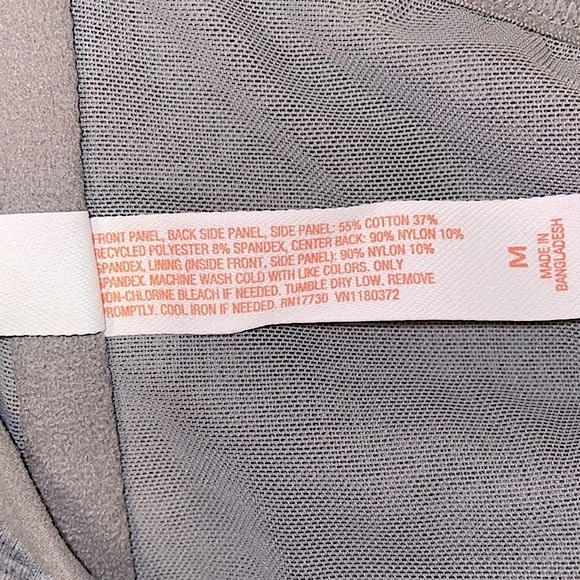 FRONT PANEL, BACK SIDE PANEL, SIDE PANEL: 55% COTTON 37%
RECYCLED POLYESTER 8% SPANDEX, CENTER BACK: 90% NYLON 10%
SPANDEX, LINING (INSIDE FRONT, SIDE PANEL): 90% NYLON 10%
SPANDEX. MACHINE WASH COLD WITH LIKE COLORS. ONLY
NON-CHLORINE BLEACH IF NEEDED. TUMBLE DRY LOW. REMOVE
PROMPTLY. COOL IRON IF NEEDED. RN17730 VN1180372
M
MADE IN
BANGLADESH